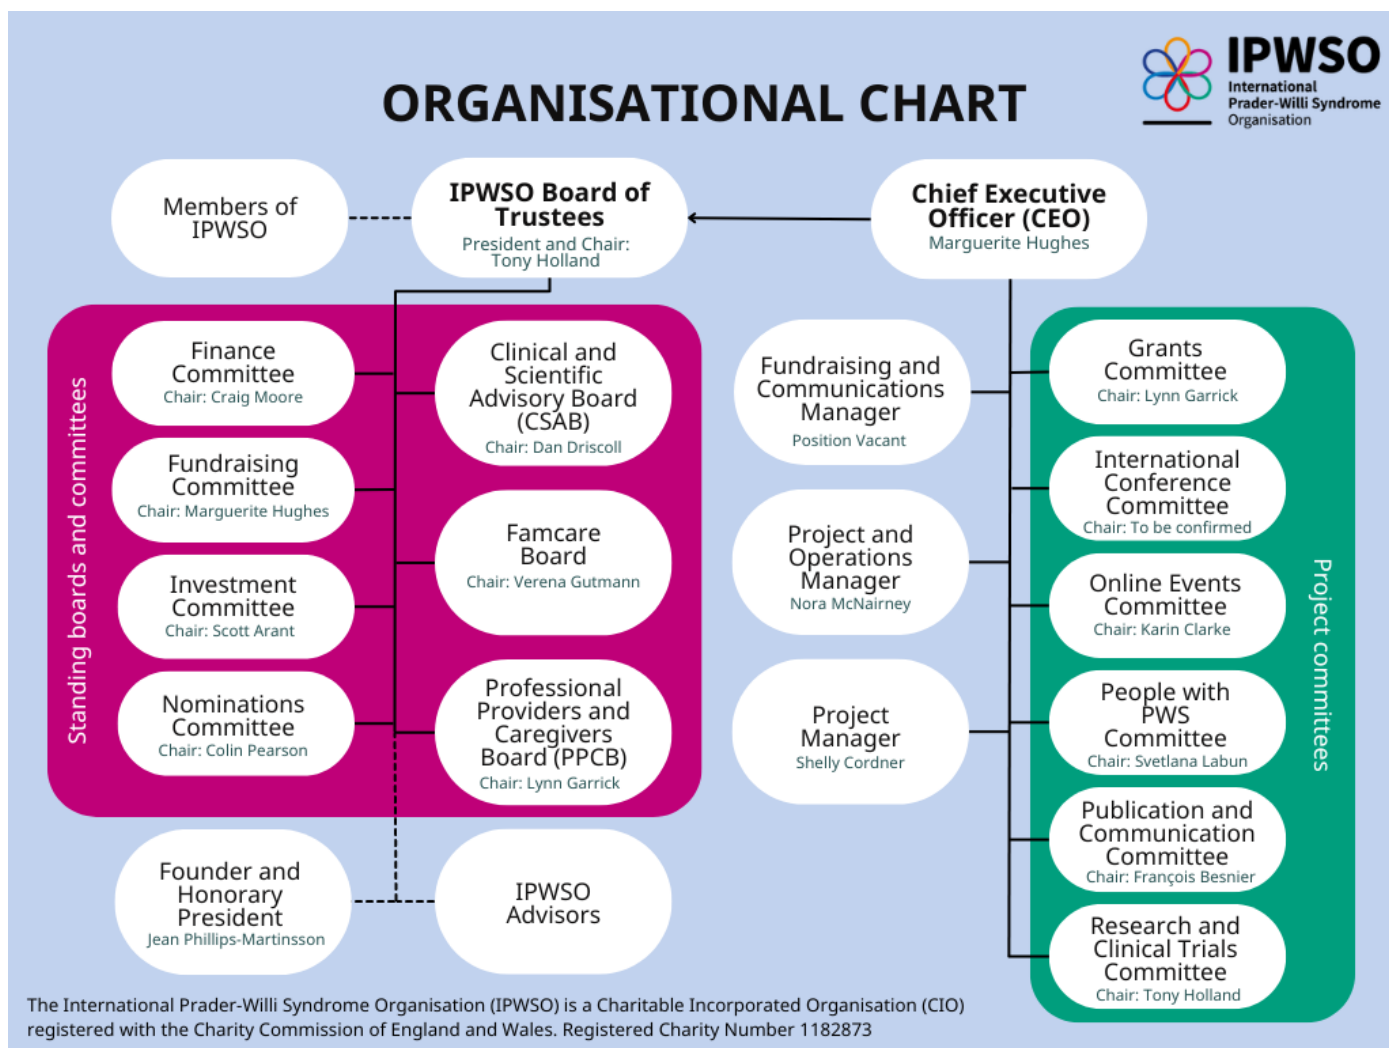 IPWSO
International
Prader-Willi Syndrome
Organisation
ORGANISATIONAL CHART
Members of
IPWSO
IPWSO Board of
Trustees
President and Chair:
Tony Holland
Chief Executive
Officer (CEO)
Marguerite Hughes
Standing boards and committees
Finance
Committee
Chair: Craig Moore
Fundraising
Committee
Chair: Marguerite Hughes
Investment
Committee
Chair: Scott Arant
Nominations
Committee
Chair: Colin Pearson
Clinical and
Scientific
Advisory Board
(CSAB)
Chair: Dan Driscoll
Famcare
Board
Chair: Verena Gutmann
Professional
Providers and
Caregivers
Board (PPCB)
Chair: Lynn Garrick
Founder and
Honorary
President
Jean Phillips-Martinsson
IPWSO
Advisors
Fundraising and
Communications
Manager
Position Vacant
Project and
Operations
Manager
Nora McNairney
Project
Manager
Shelly Cordner
Project committees
Grants
Committee
Chair: Lynn Garrick
International
Conference
Committee
Chair: To be confirmed
Online Events
Committee
Chair: Karin Clarke
People with
PWS
Committee
Chair: Svetlana Labun
Publication and
Communication
Committee
Chair: François Besnier
Research and
Clinical Trials
Committee
Chair: Tony Holland
The International Prader-Willi Syndrome Organisation (IPWSO) is a Charitable Incorporated Organisation (CIO)
registered with the Charity Commission of England and Wales. Registered Charity Number 1182873